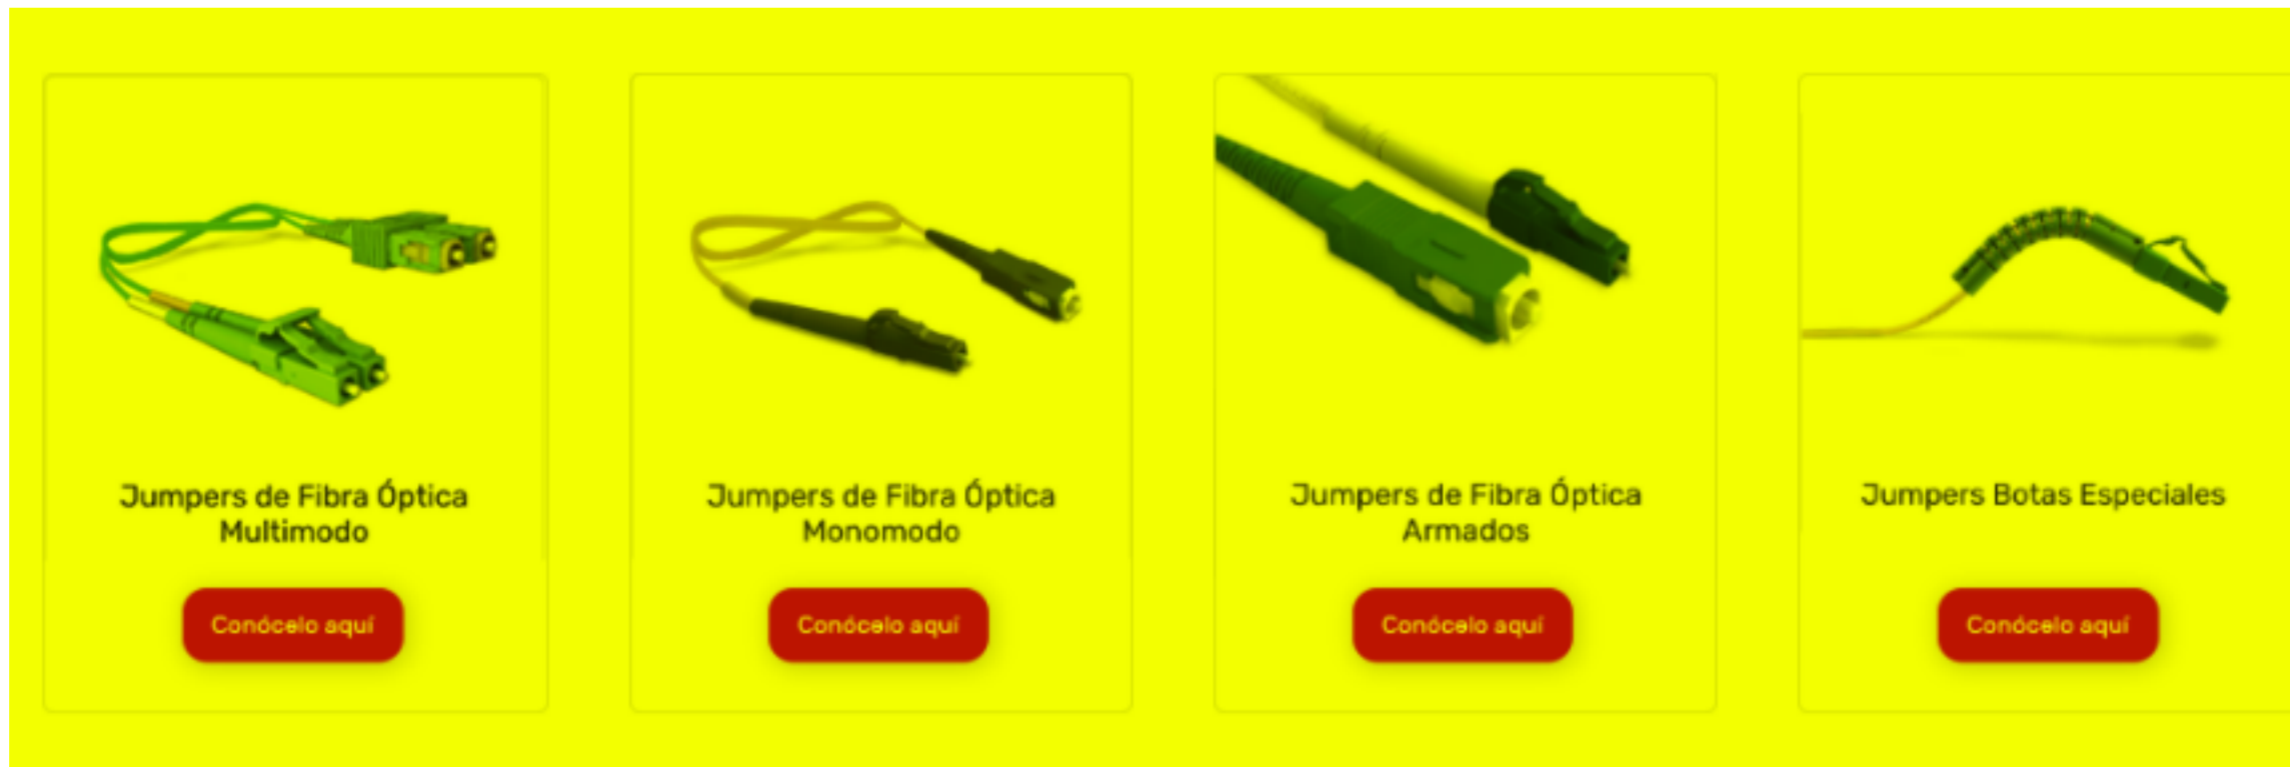 Jumpers de Fibra Óptica
Multimodo
Conócelo aquí
Jumpers de Fibra Óptica
Monomodo
Conócelo aquí
Jumpers de Fibra Óptica
Armados
Conócelo aquí
Jumpers Botas Especiales
Conócelo aquí